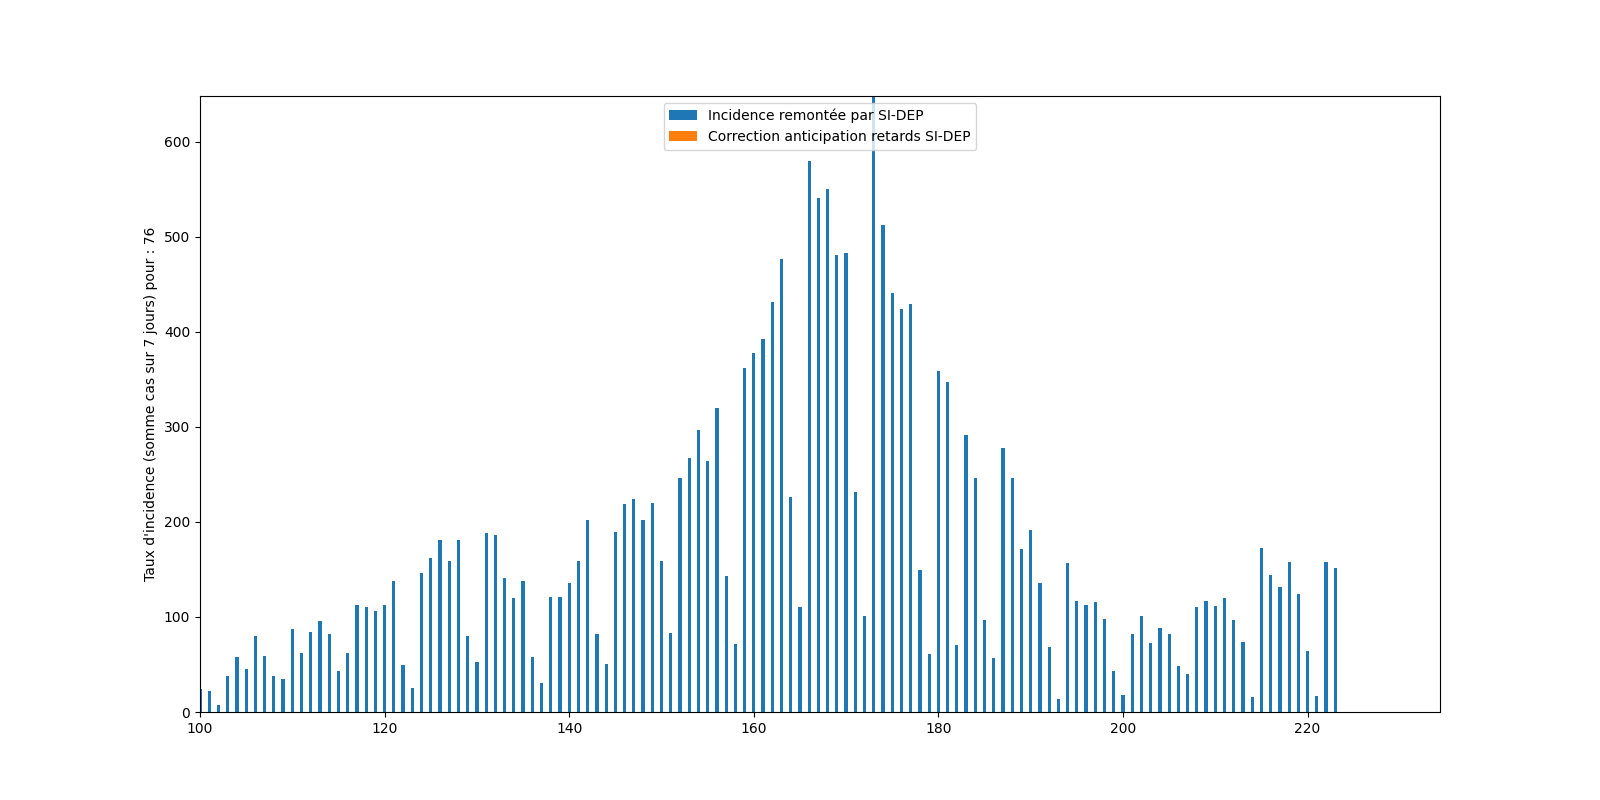 Incidence remontée par SI-DEP
Correction anticipation retards SI-DEP
Taux d'incidence (somme cas sur 7 jours) pour : 76
600
500
400
300
200
100
0
100 120 140 160 180 200 220